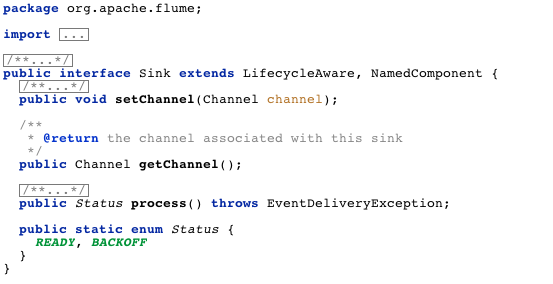 package org.apache.flume;
import ...
/**...*/
public interface Sink extends LifecycleAware, NamedComponent {
/**...*/
public void setChannel(Channel channel);
/**
* @return the channel associated with this sink
*/
public Channel getChannel();
/**...*/
public Status process() throws EventDeliveryException;
public static enum Status {
READY, BACKOFF
}
}